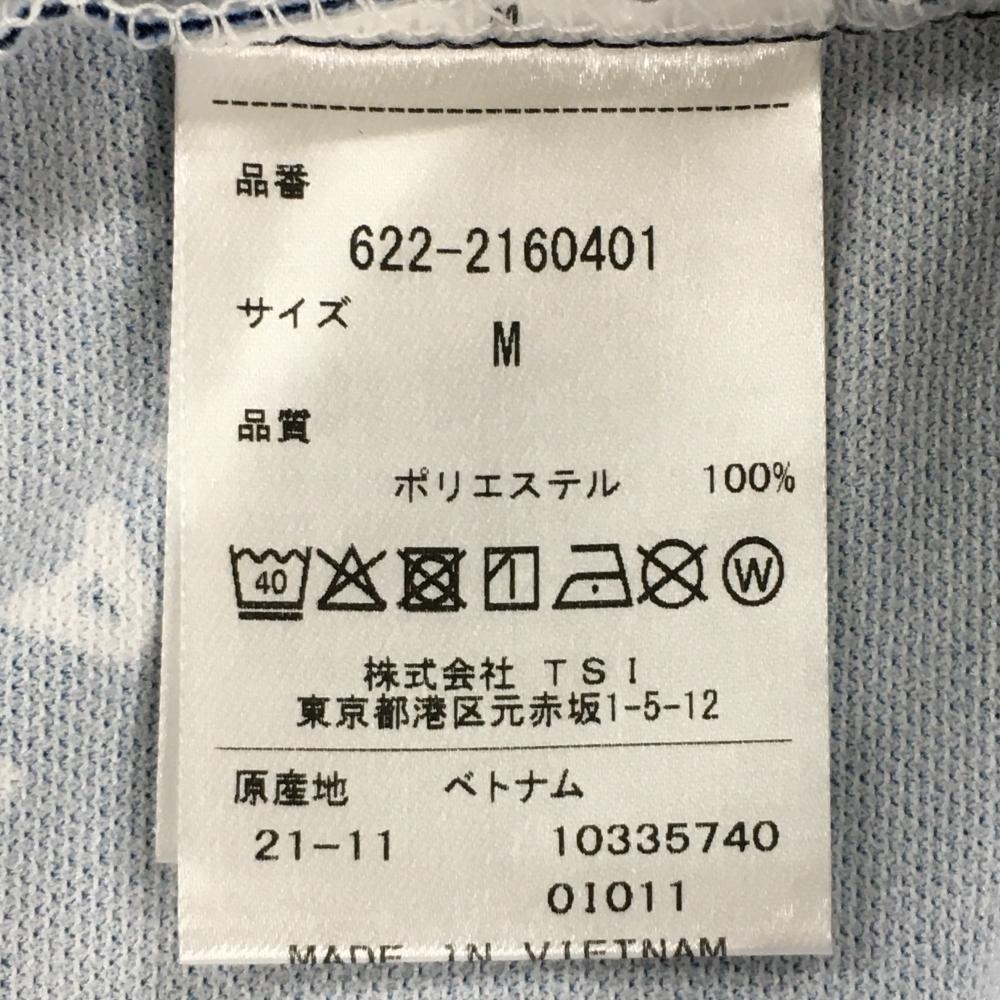 M
品番
622-2160401
サイズ
M
品質
ポリエステル 100%
40 W
株式会社 TSI
東京都港区元赤坂1-5-12
原産地 ベトナム
21-11 10335740
01011
MADE IN VIETNAM